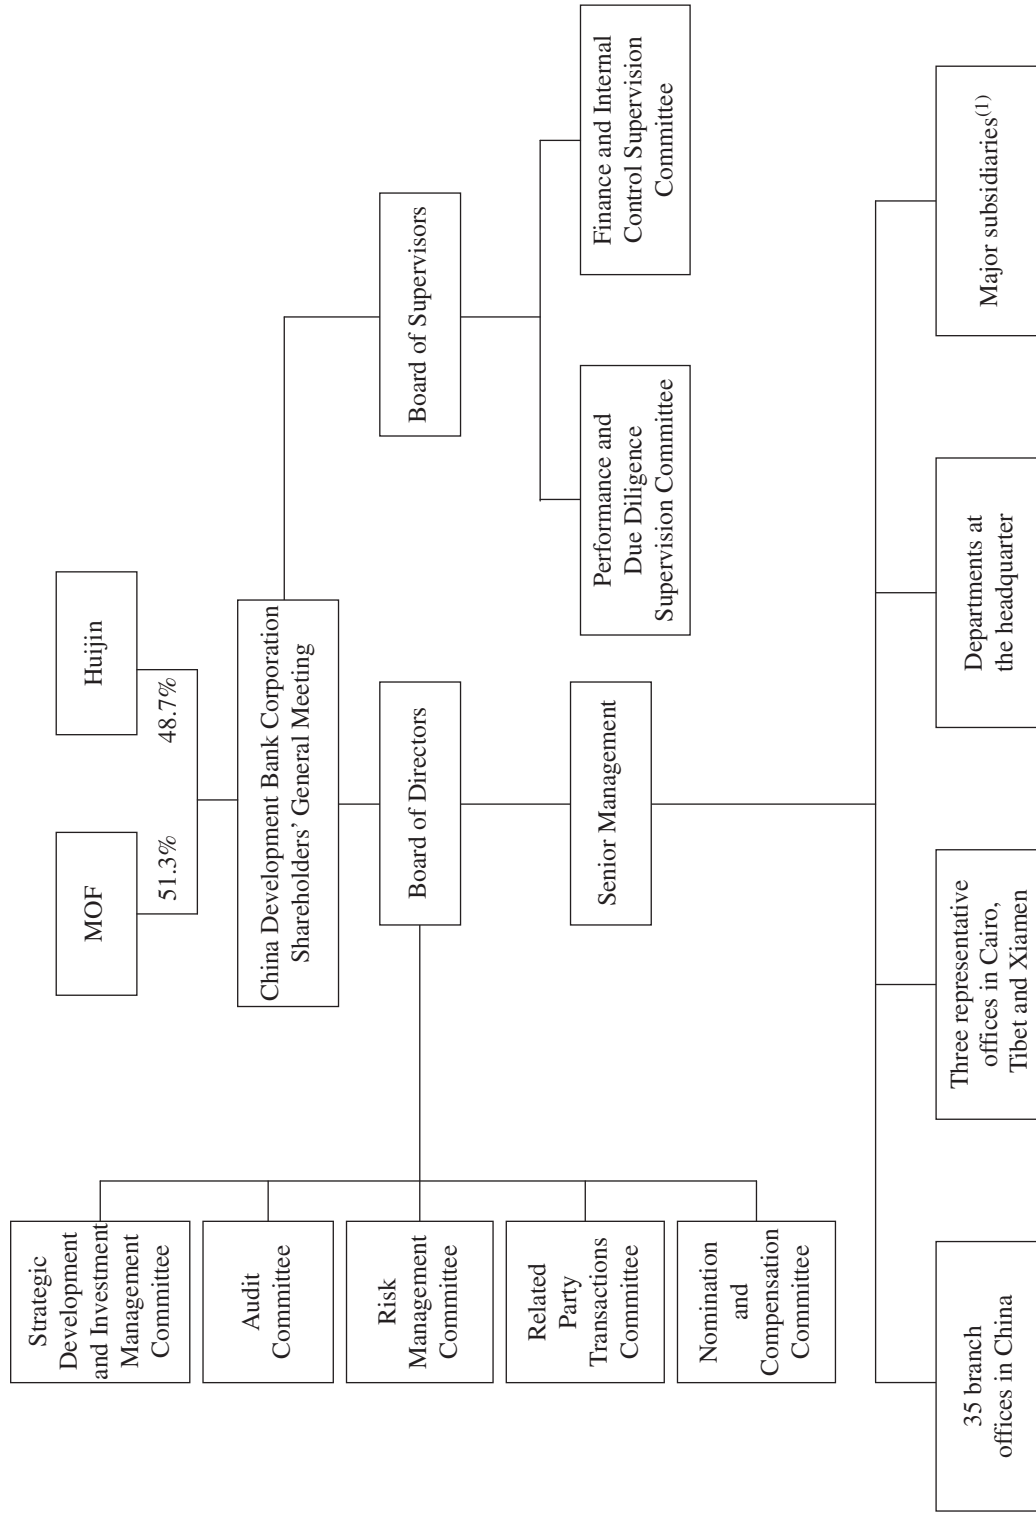 MOF
Huijin
51.3%
48.7%
China Development Bank Corporation
Shareholders’ General Meeting
Board of Directors
Board of Supervisors
Strategic
Development
and Investment
Management
Committee
Audit
Committee
Risk
Management
Committee
Related
Party
Transactions
Committee
Nomination
and
Compensation
Committee
Senior Management
Performance and
Due Diligence
Supervision Committee
Finance and Internal
Control Supervision
Committee
35 branch
offices in China
Three representative
offices in Cairo,
Tibet and Xiamen
Departments at
the headquarter
Major subsidiaries(1)